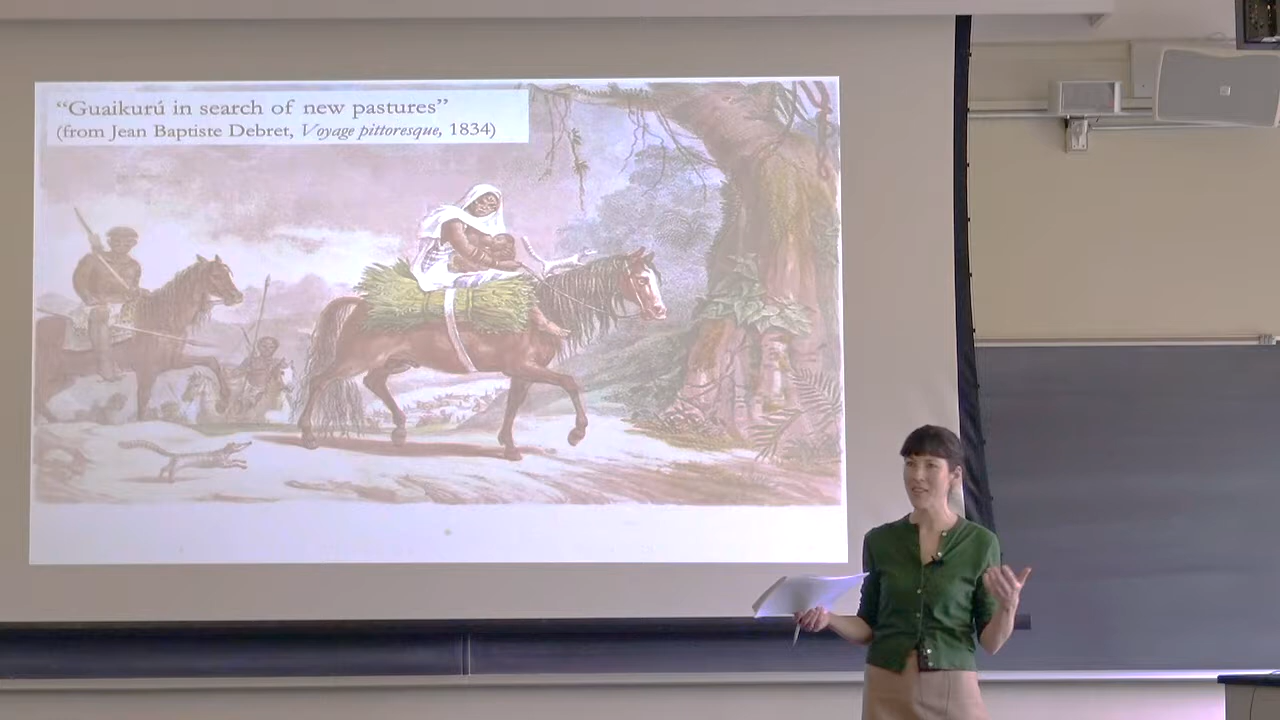 “Guaikurú in search of new pastures”
(from Jean Baptiste Debret, Voyage pittoresque, 1834)